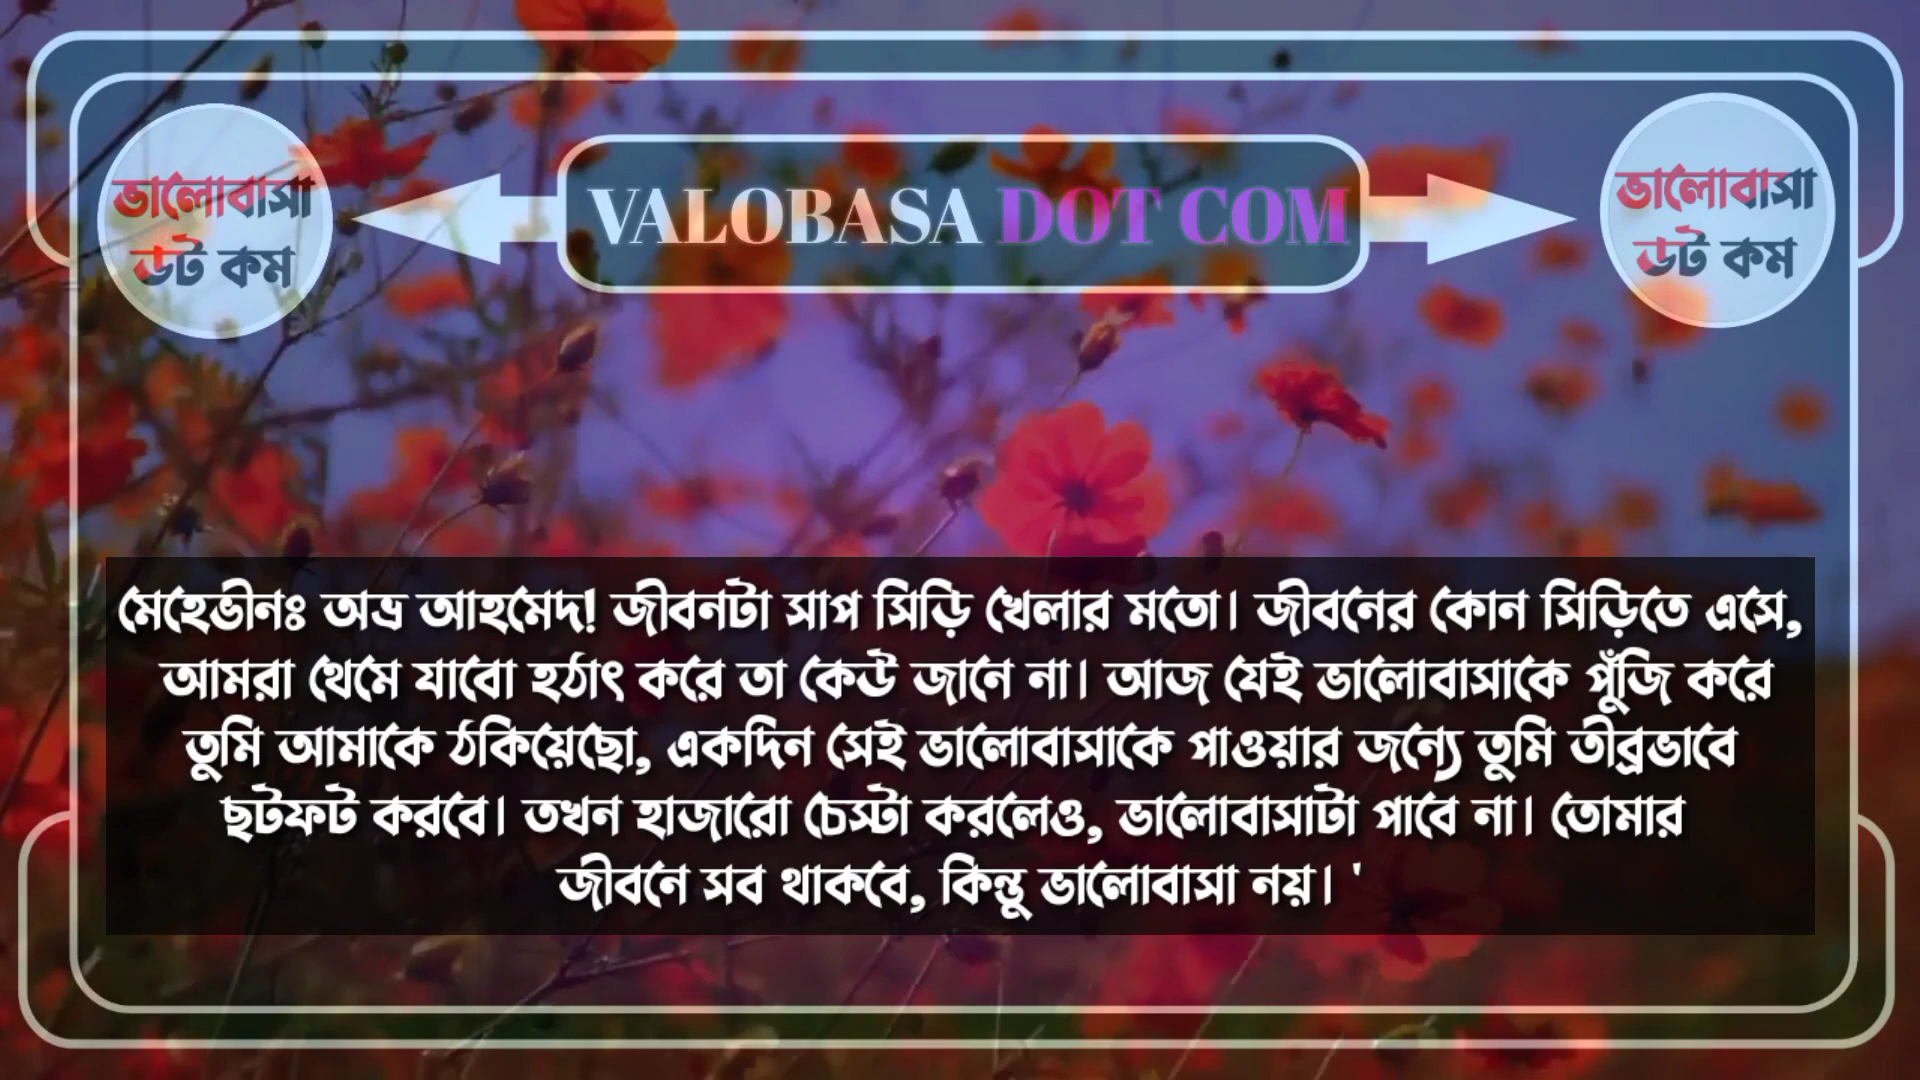 ভালোবাসা
ডট কম
VALOBASA DOT COM
ভালোবাসা
ডট কম
মেহেভীনঃ অভ্র আহমেদ! জীবনটা সাপ সিড়ি খেলার মতো। জীবনের কোন সিড়িতে এসে,
আমরা থেমে যাবো হঠাৎ করে তা কেউ জানে না। আজ যেই ভালোবাসাকে পুঁজি করে
তুমি আমাকে ঠকিয়েছো, একদিন সেই ভালোবাসাকে পাওয়ার জন্যে তুমি তীব্রভাবে
ছটফট করবে। তখন হাজারো চেস্টা করলেও, ভালোবাসাটা পাবে না। তোমার
জীবনে সব থাকবে, কিন্তু ভালোবাসা নয়। '